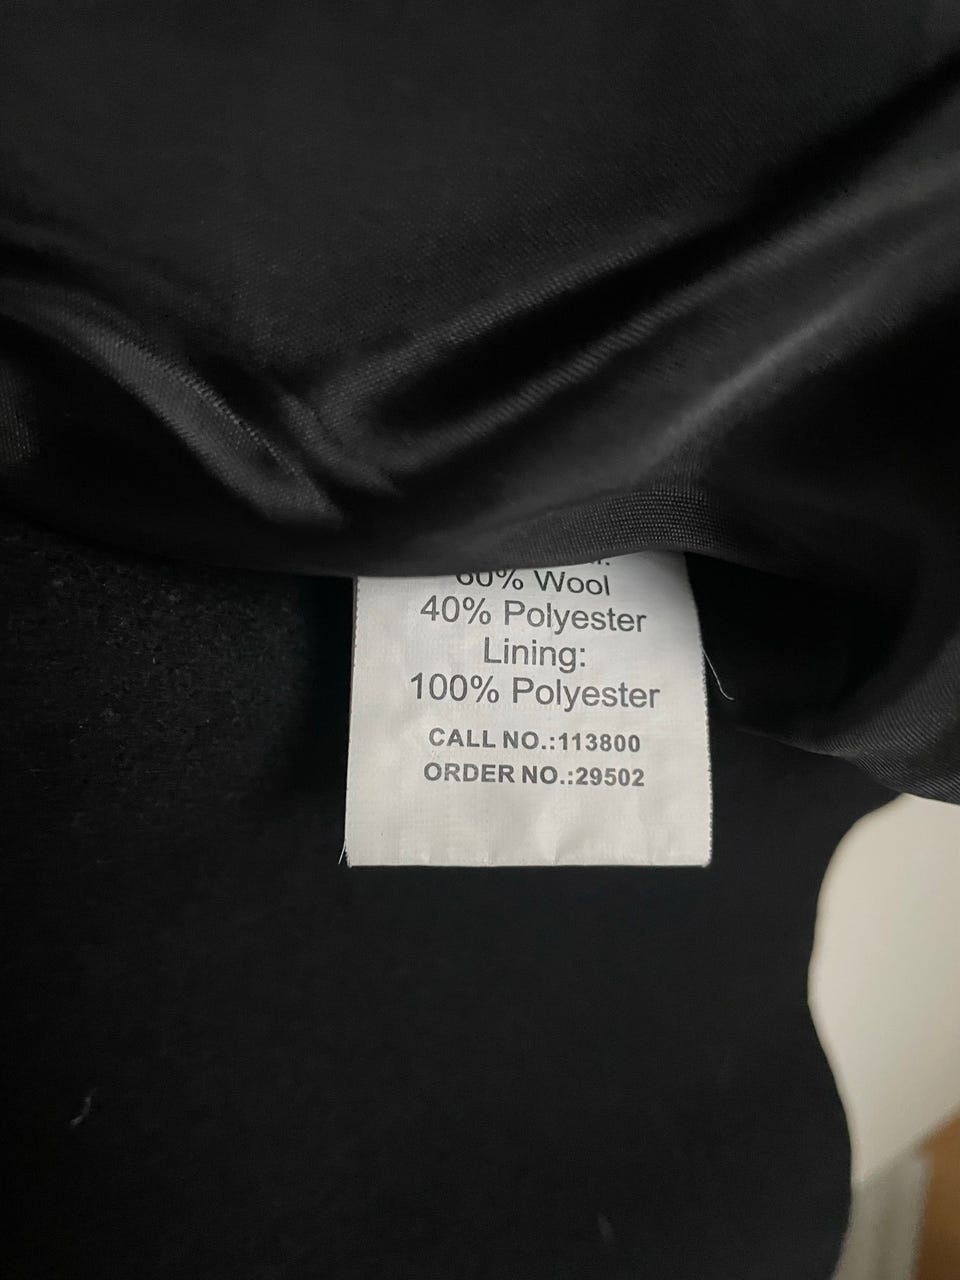 60% Wool
40% Polyester
Lining:
100% Polyester
CALL NO.:113800
ORDER NO.:29502